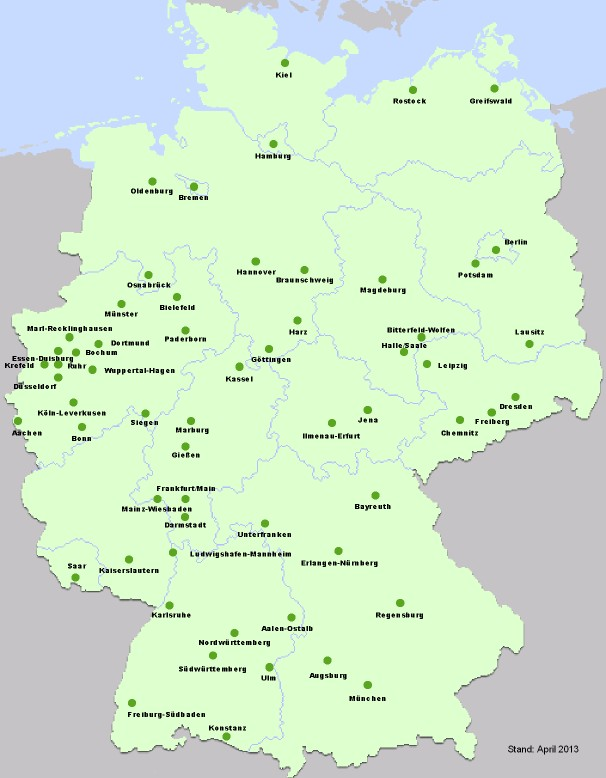 Kiel
Rostock
Greifswald
Hamburg
Oldenburg
Bremen
Berlin
Potsdam
Hannover
Braunschweig
Magdeburg
Osnabrück
Münster
Bielefeld
Marl-Recklinghausen
Paderborn
Harz
Bitterfeld-Wolfen
Lausitz
Dortmund
Halle/Saale
Essen-Duisburg
Bochum
Göttingen
Krefeld
Ruhr
Wuppertal-Hagen
Leipzig
Kassel
Düsseldorf
Köln-Leverkusen
Dresden
Freiberg
Aachen
Bonn
Siegen
Marburg
Ilmenau-Erfurt
Jena
Chemnitz
Gießen
Frankfurt/Main
Mainz-Wiesbaden
Bayreuth
Darmstadt
Unterfranken
Ludwigshafen-Mannheim
Erlangen-Nürnberg
Saar
Kaiserslautern
Karlsruhe
Regensburg
Aalen-Ostalb
Nordwürttemberg
Südwürttemberg
Ulm
Augsburg
München
Freiburg-Südbaden
Konstanz
Stand: April 2013